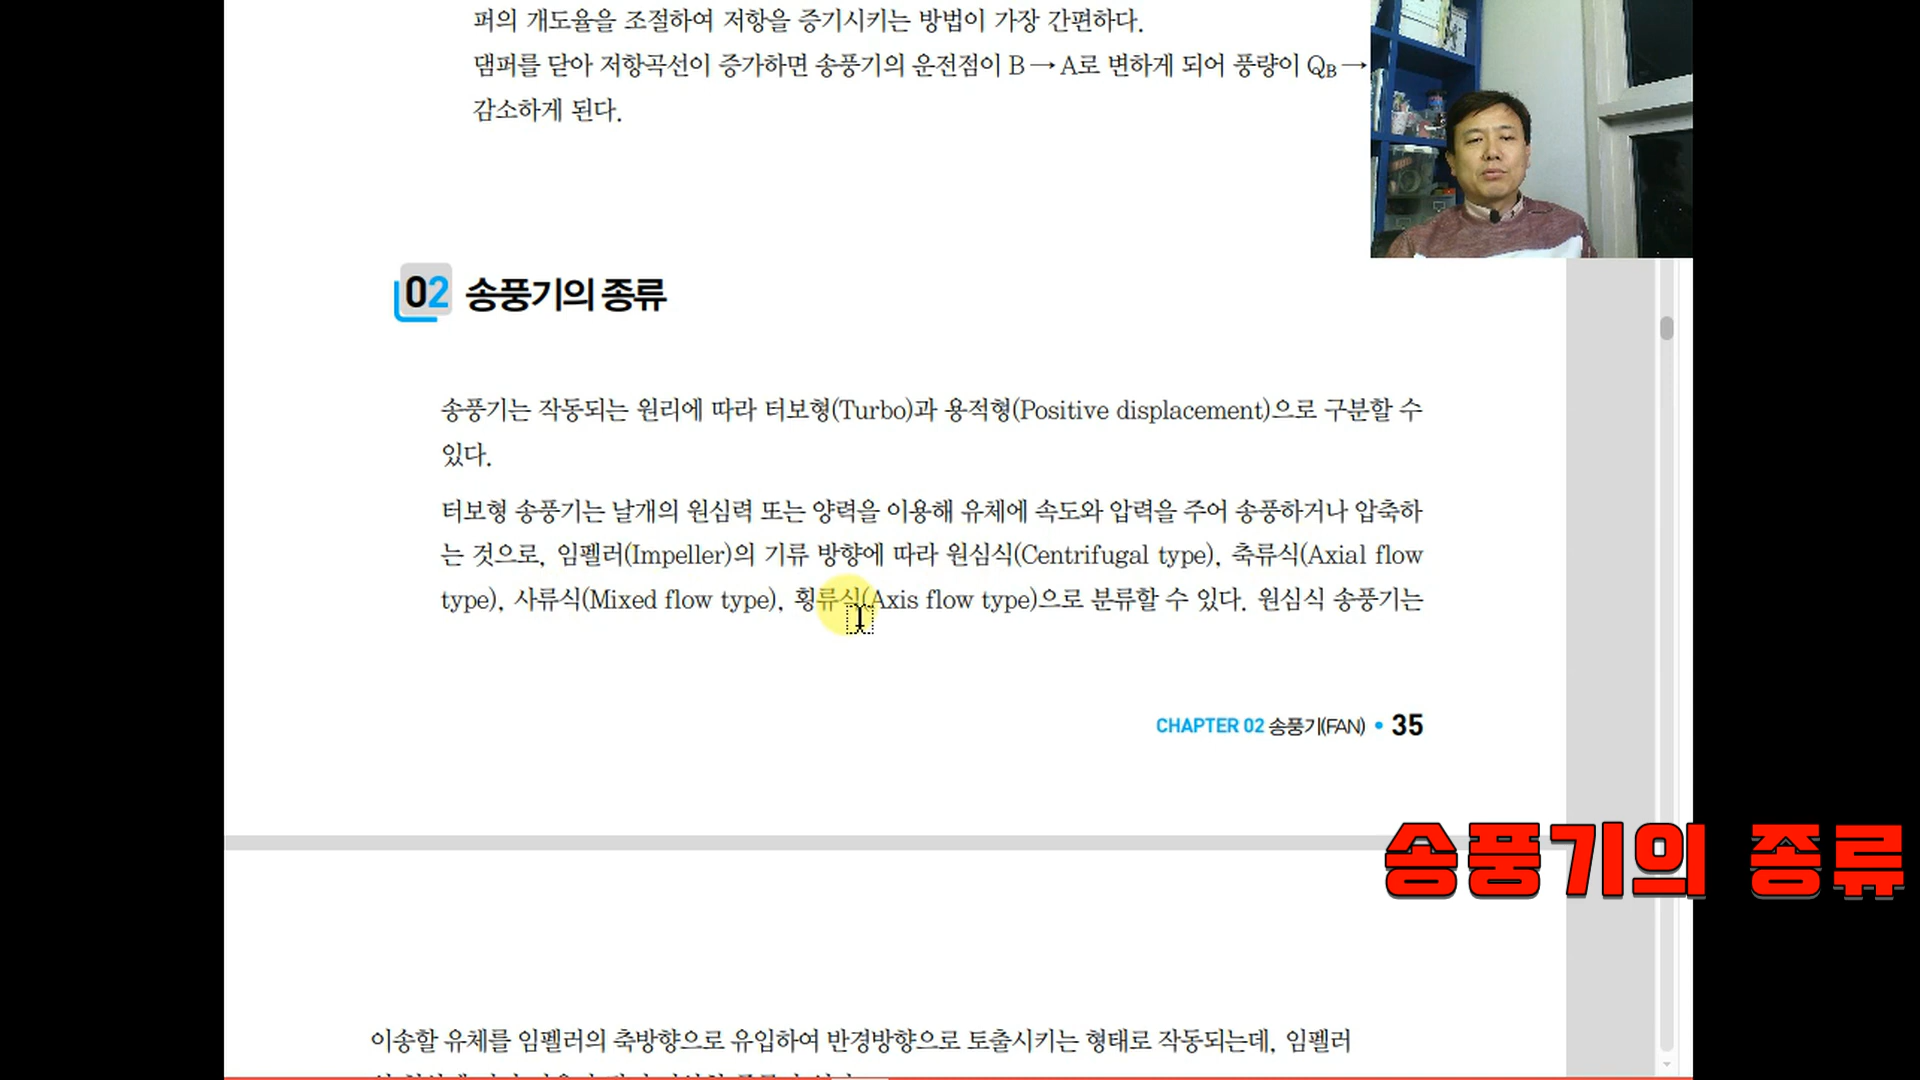 퍼의 개도율을 조절하여 저항을 증기시키는 방법이 가장 간편하다.
댐퍼를 닫아 저항곡선이 증가하면 송풍기의 운전점이 B → A로 변하게 되어 풍량이 QB →
감소하게 된다.
02 송풍기의 종류
송풍기는 작동되는 원리에 따라 터보형(Turbo)과 용적형(Positive displacement)으로 구분할 수
있다.
터보형 송풍기는 날개의 원심력 또는 양력을 이용해 유체에 속도와 압력을 주어 송풍하거나 압축하
는 것으로, 임펠러(Impeller)의 기류 방향에 따라 원심식(Centrifugal type), 축류식(Axial flow
type), 사류식(Mixed flow type), 횡류식(Axis flow type)으로 분류할 수 있다. 원심식 송풍기는
CHAPTER 02 송풍기(FAN) • 35
송풍기의 종류
이송할 유체를 임펠러의 축방향으로 유입하여 반경방향으로 토출시키는 형태로 작동되는데, 임펠러